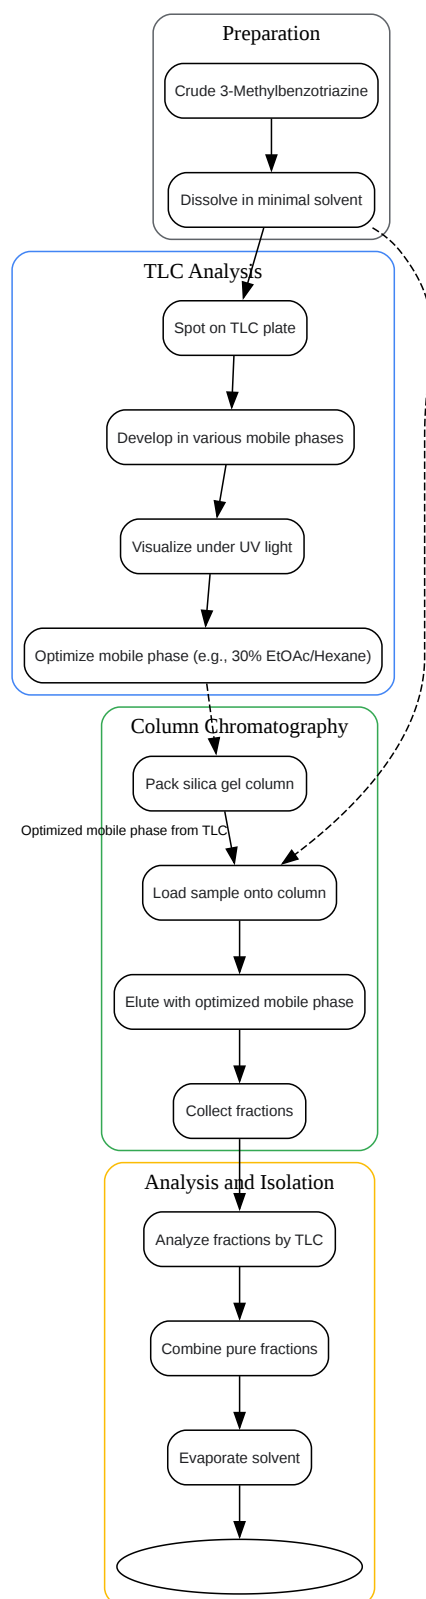 Preparation
Crude 3-Methylbenzotriazine
Dissolve in minimal solvent
TLC Analysis
Spot on TLC plate
Develop in various mobile phases
Visualize under UV light
Optimize mobile phase (e.g., 30% EtOAc/Hexane)
Column Chromatography
Pack silica gel column
Optimized mobile phase from TLC
Load sample onto column
Elute with optimized mobile phase
Collect fractions
Analysis and Isolation
Analyze fractions by TLC
Combine pure fractions
Evaporate solvent